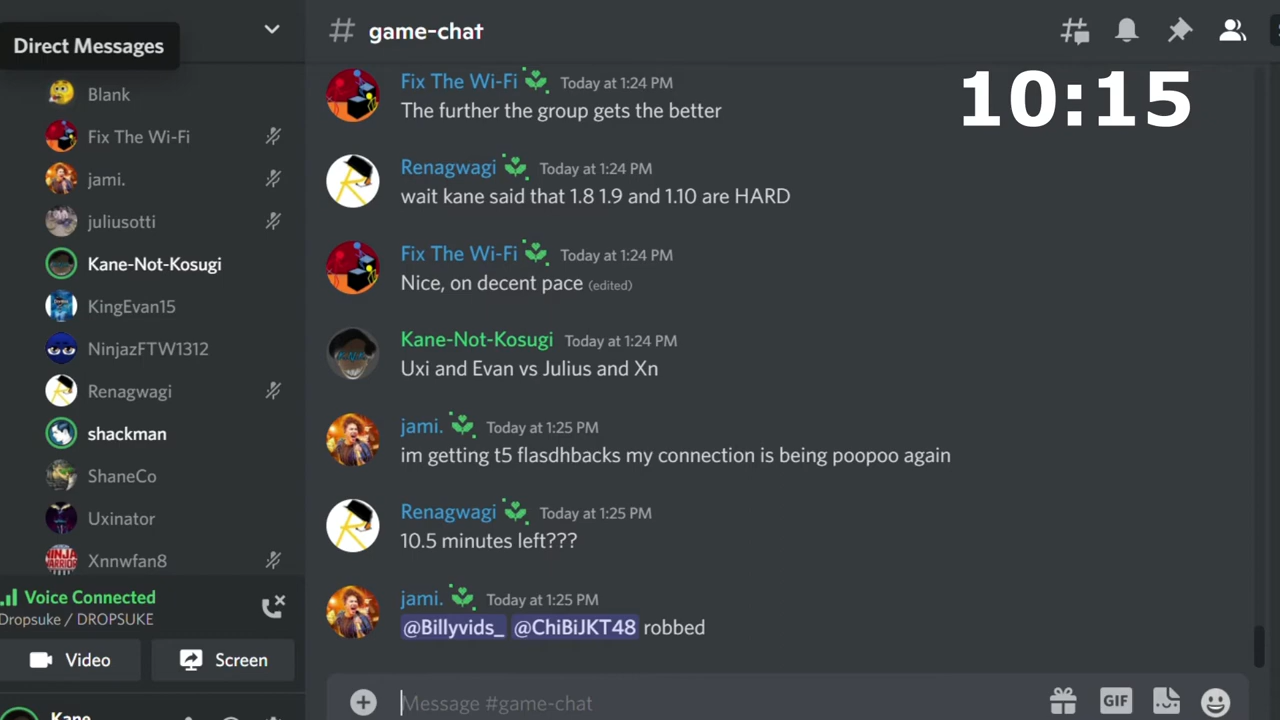 Direct Messages
Blank
Fix The Wi-Fi
jami.
juliusotti
Kane-Not-Kosugi
KingEvan15
NinjazFTW1312
Renagwagi
shackman
ShaneCo
Uxinator
Xnnwfan8
Voice Connected
Dropsuke / DROPSUKE
Video
Screen
Kane
# game-chat
10:15
Fix The Wi-Fi Today at 1:24 PM
The further the group gets the better
Renagwagi Today at 1:24 PM
wait kane said that 1.8 1.9 and 1.10 are HARD
Fix The Wi-Fi Today at 1:24 PM
Nice, on decent pace (edited)
Kane-Not-Kosugi Today at 1:24 PM
Uxi and Evan vs Julius and Xn
jami. Today at 1:25 PM
im getting t5 flasdhbacks my connection is being poopoo again
Renagwagi Today at 1:25 PM
10.5 minutes left???
jami. Today at 1:25 PM
@Billyvids_ @ChiBiJKT48 robbed
Message #game-chat
GIF